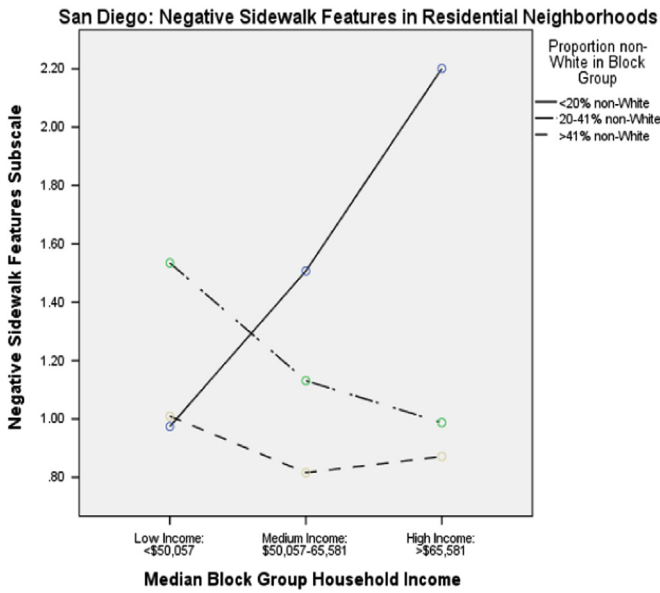 San Diego: Negative Sidewalk Features in Residential Neighborhoods
Proportion non-
White in Block
Group
<20% non-White
20-41% non-White
>41% non-White
Negative Sidewalk Features Subscale
2.20
2.00
1.80
1.60
1.40
1.20
1.00
.80
Low Income:
<$50,057
Medium Income:
$50,057-65,581
High Income:
>$65,581
Median Block Group Household Income